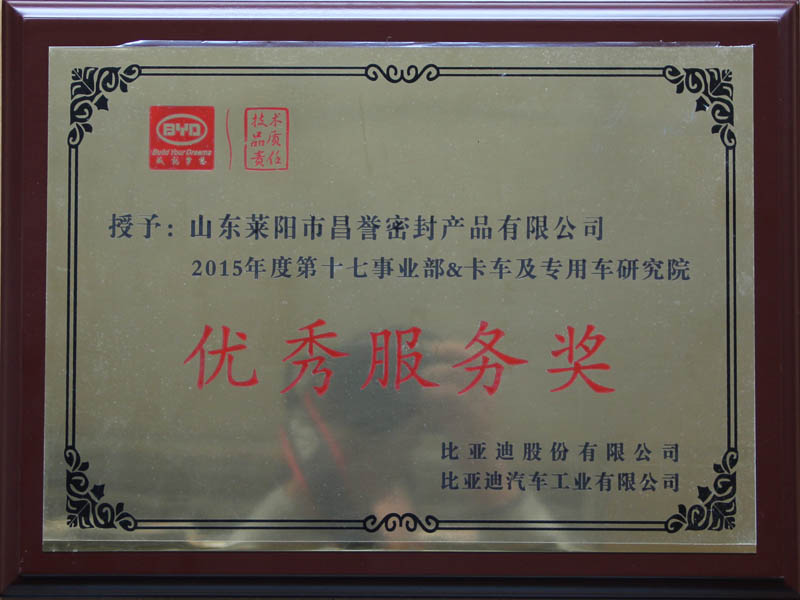 BYD
Build Your Dreams
成就梦想
技术
品质
责任
授予：山东莱阳市昌誉密封产品有限公司
2015年度第十七事业部&卡车及专用车研究院
优秀服务奖
比亚迪股份有限公司
比亚迪汽车工业有限公司